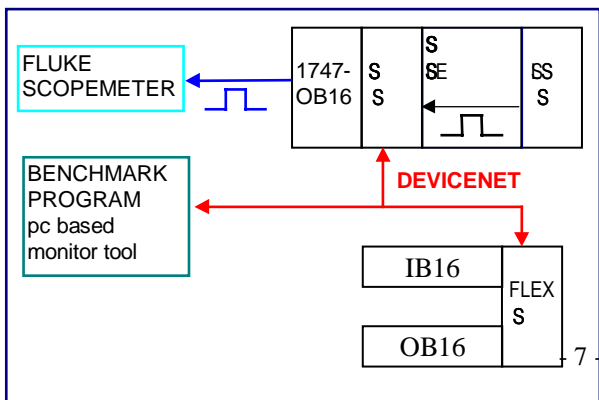 FLUKE
SCOPEMETER
1747-
OB16
S
S
S
SE
S
S
DEVICENET
BENCHMARK
PROGRAM
pc based
monitor tool
IB16
FLEX
S
OB16
- 7 -